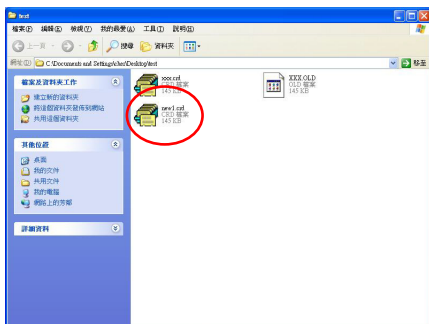 test
檔案(F) 編輯(E) 檢視(V) 我的最愛(A) 工具(T) 說明(H)
上一頁 搜尋 資料夾
網址(D) C:\Documents and Settings\chez\Desktop\test 移至
檔案及資料夾工作
建立新的資料夾
將這個資料夾發佈到網站
共用這個資料夾
其他位置
桌面
我的文件
共用文件
我的電腦
網路上的芳鄰
詳細資料
xxx.crd
CRD 檔案
145 KB
XXX.OLD
OLD 檔案
145 KB
new1.crd
CRD 檔案
145 KB